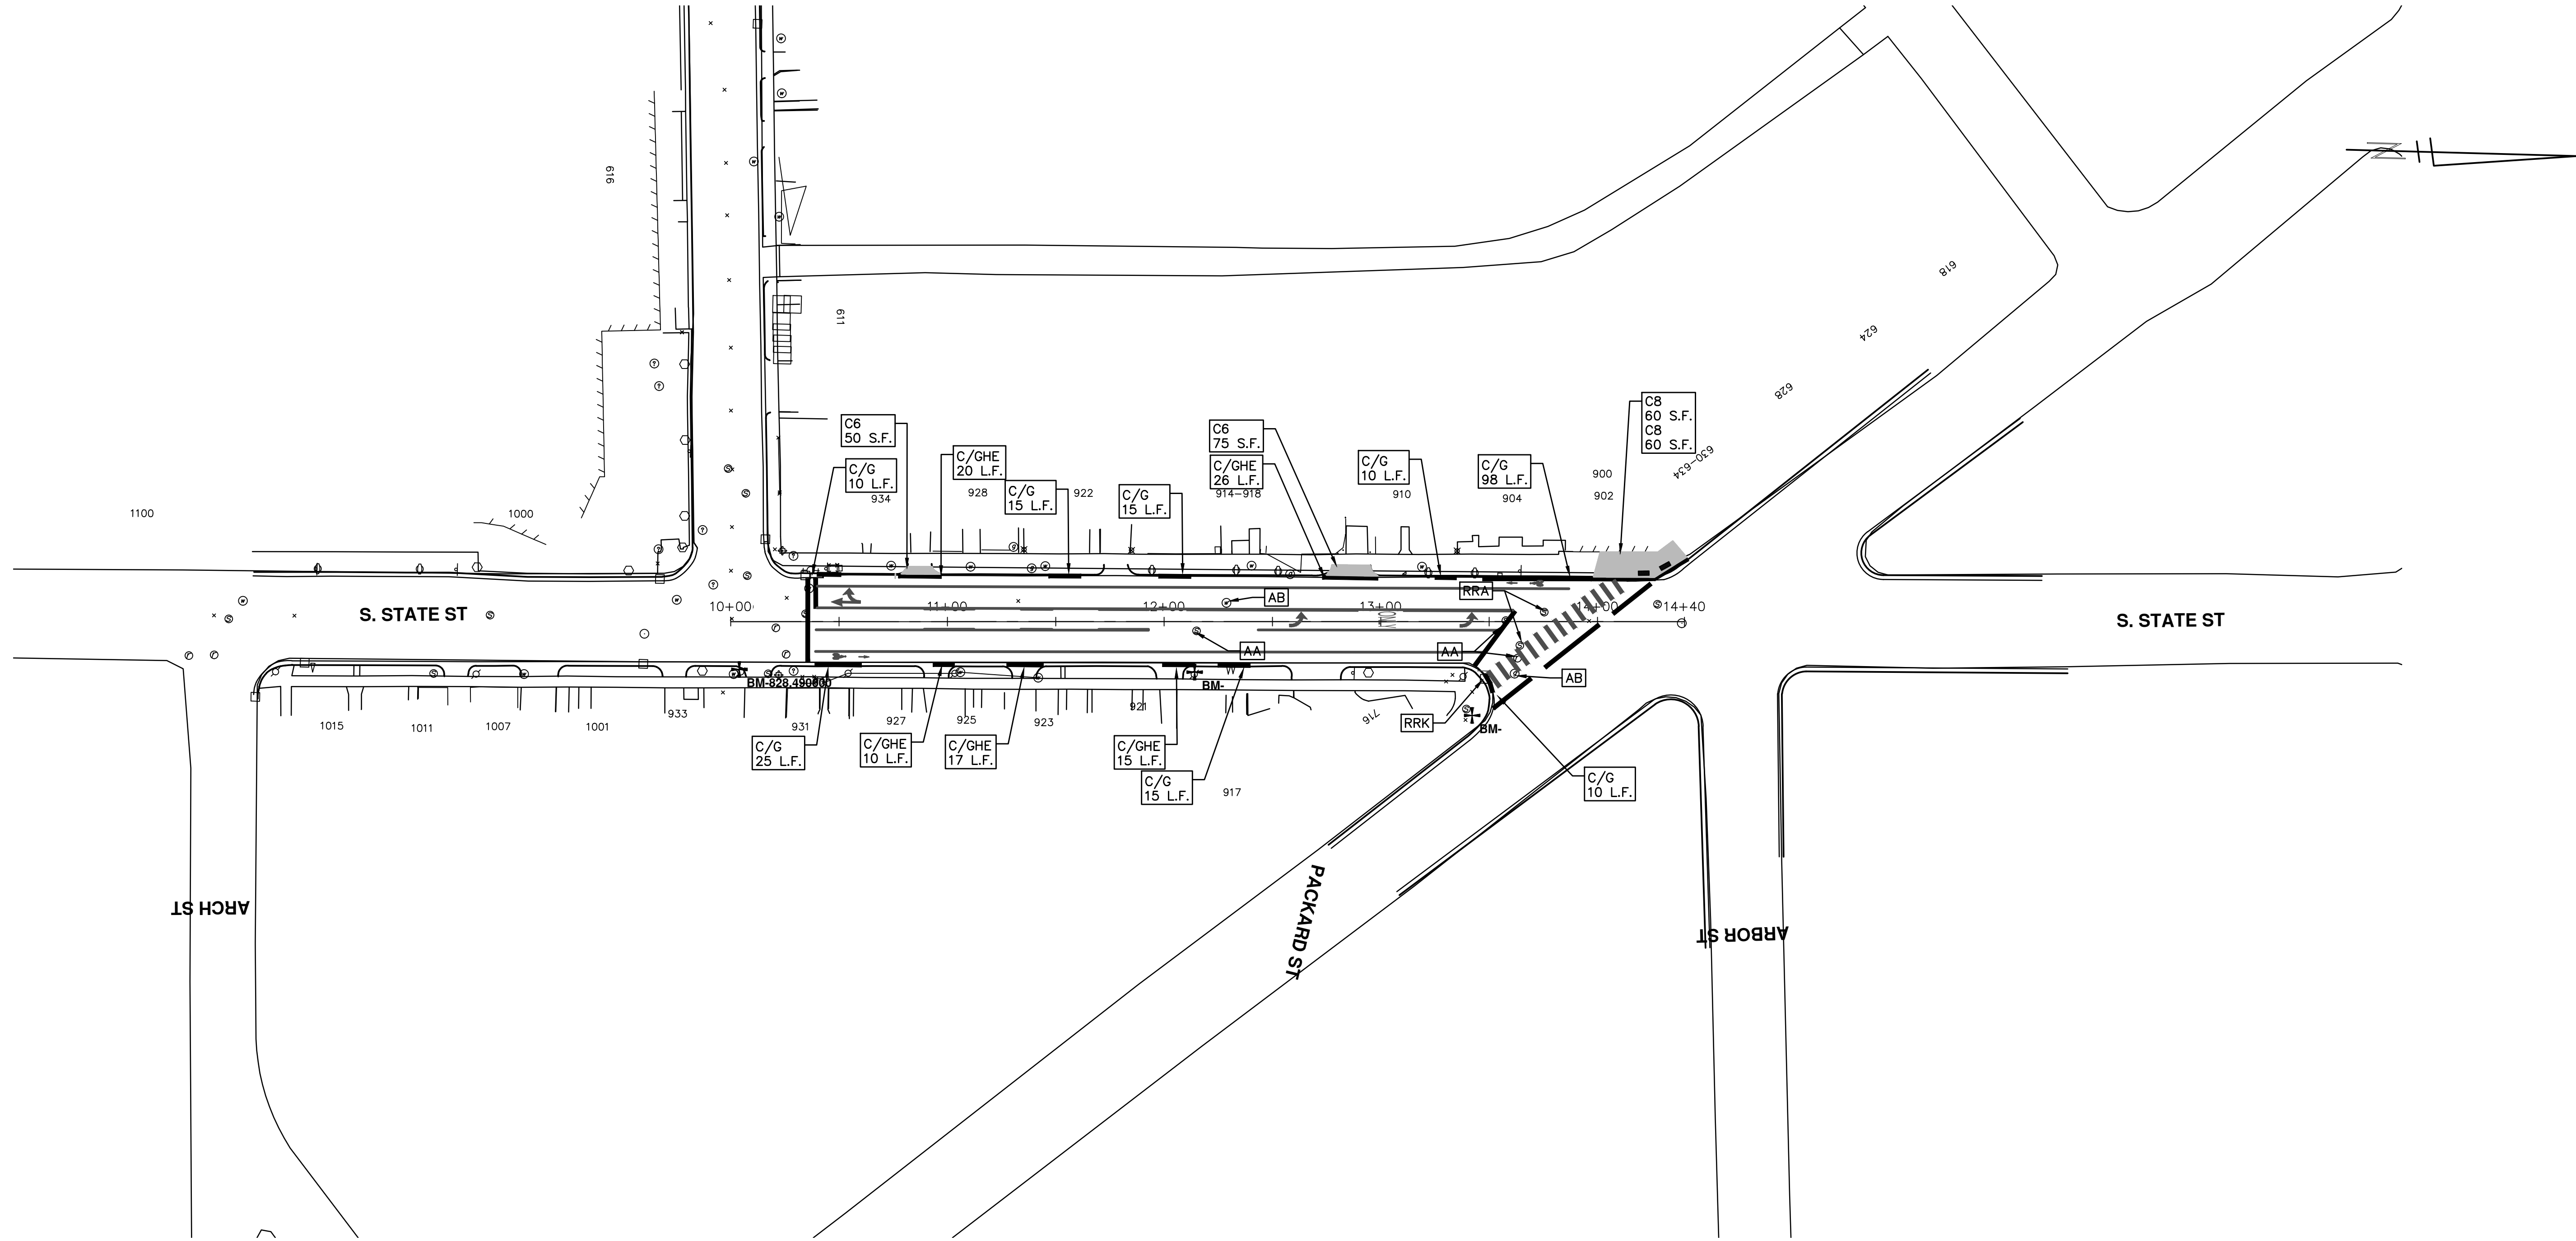 N
616
611
618
624
628
630-634
C6
50 S.F.
C/G
10 L.F.
934
C/GHE
20 L.F.
928
C/G
15 L.F.
922
C/G
15 L.F.
C6
75 S.F.
C/GHE
26 L.F.
914-918
C/G
10 L.F.
910
C/G
98 L.F.
904
900
902
C8
60 S.F.
C8
60 S.F.
1100
1000
S. STATE ST
10+00
11+00
12+00
13+00
14+00
14+40
AB
RRA
AA
AA
AB
S. STATE ST
BM-828.490000
BM-
BM-
RRK
1015
1011
1007
1001
933
931
927
925
923
921
716
917
C/G
25 L.F.
C/GHE
10 L.F.
C/GHE
17 L.F.
C/GHE
15 L.F.
C/G
15 L.F.
C/G
10 L.F.
ARCH ST
PACKARD ST
ARBOR ST